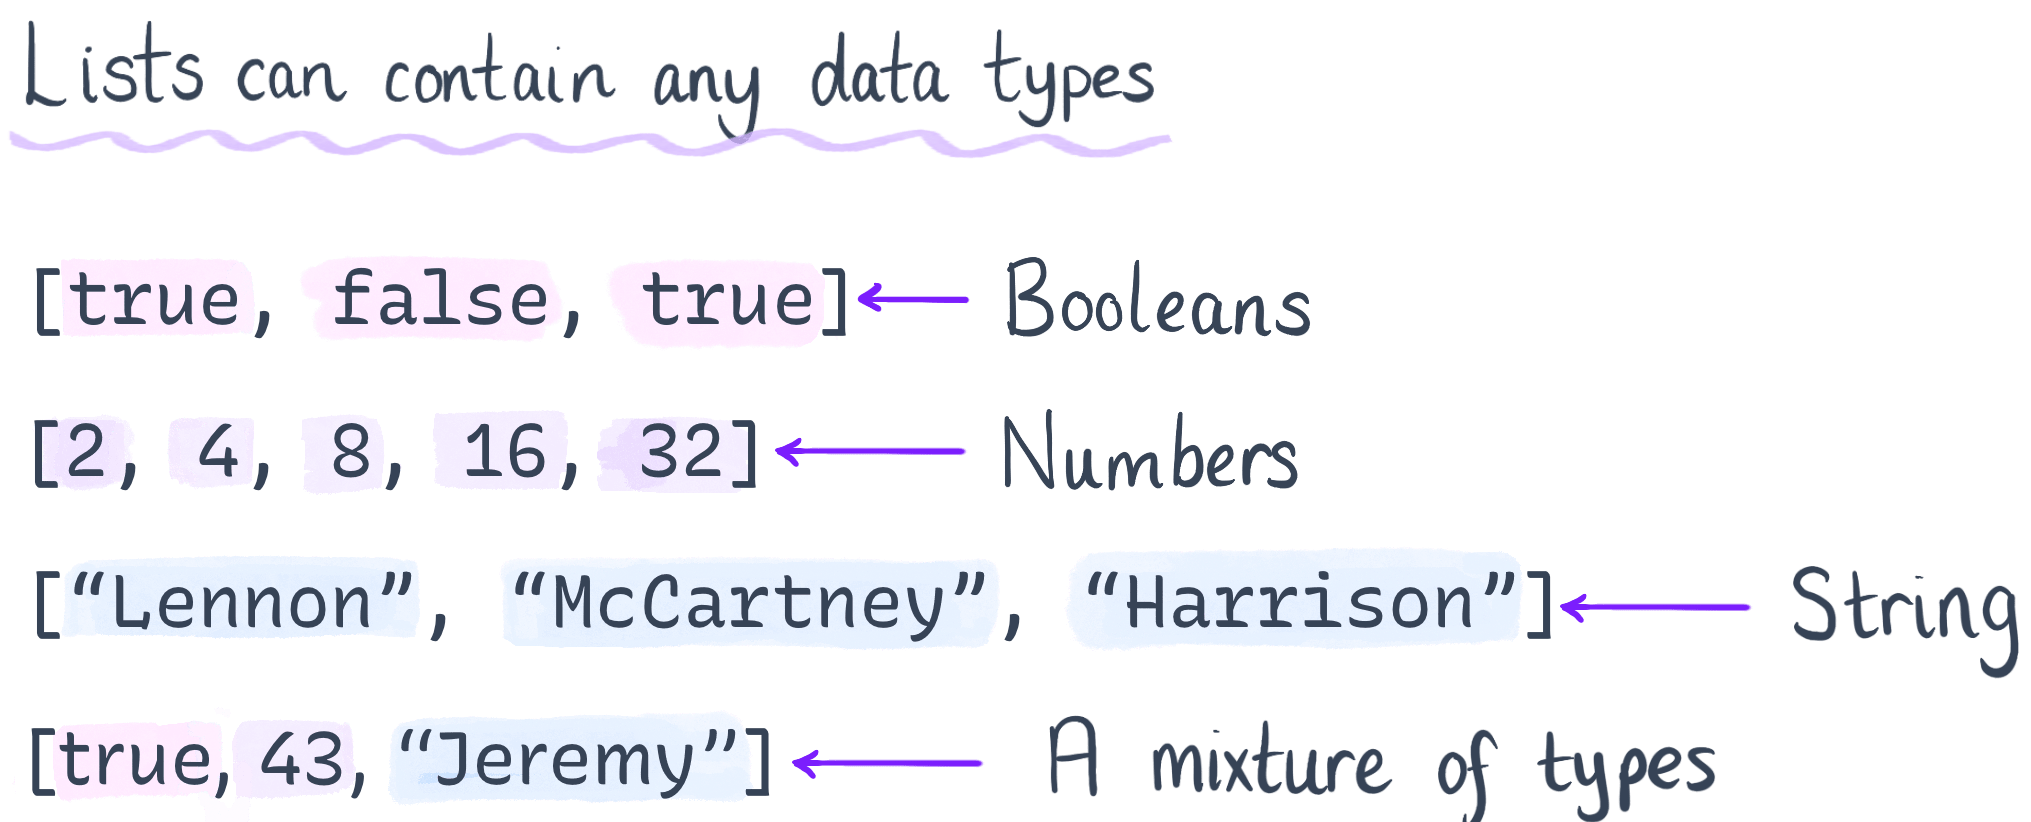 Lists can contain any data types
[true, false, true] Booleans
[2, 4, 8, 16, 32] Numbers
[“Lennon”, “McCartney”, “Harrison”] String
[true, 43, “Jeremy”] A mixture of types